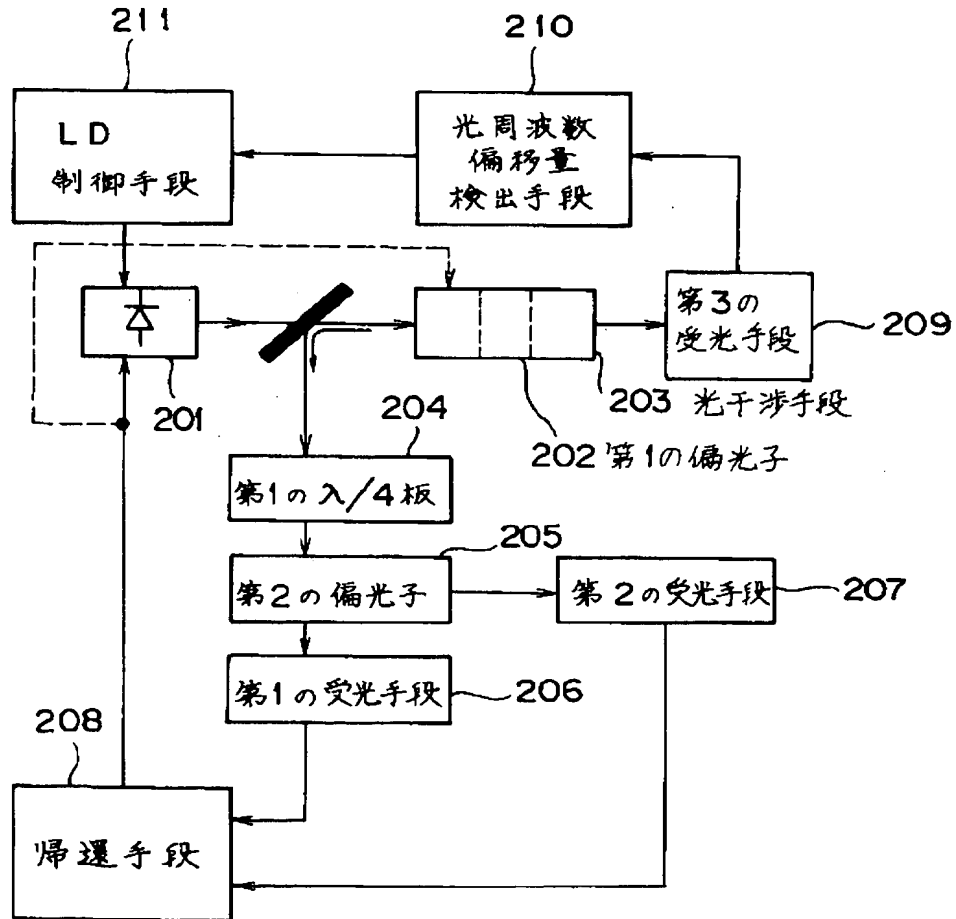 211
210
LD
制御手段
光周波数
偏移量
検出手段
第3の
受光手段
209
201
203 光干渉手段
202 第1の偏光子
204
第1の入/4板
205
第2の偏光子
第2の受光手段
207
第1の受光手段
206
208
帰還手段